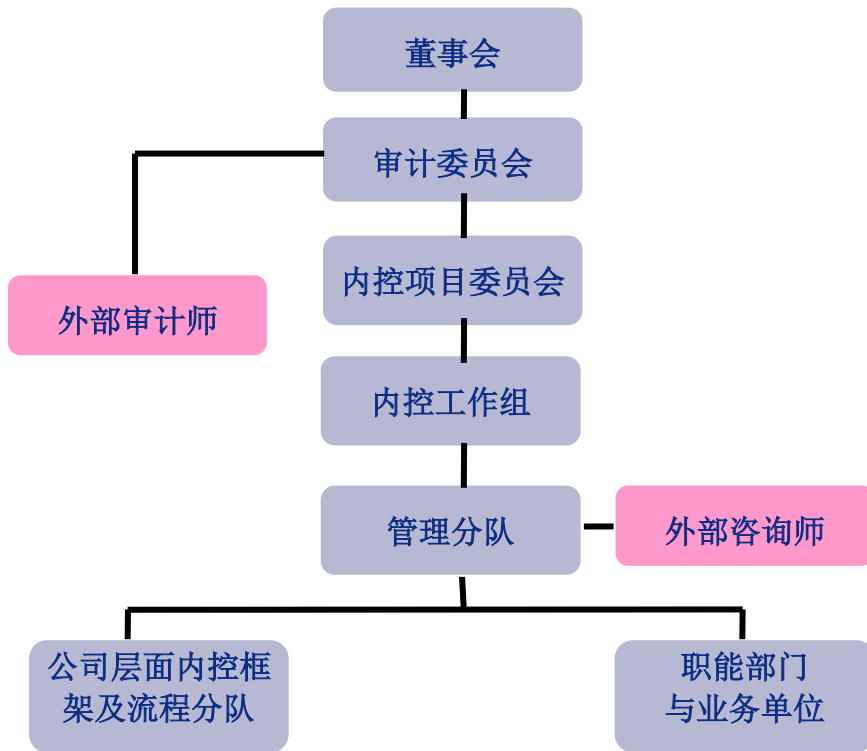 董事会
审计委员会
内控项目委员会
外部审计师
内控工作组
管理分队
外部咨询师
公司层面内控框
架及流程分队
职能部门
与业务单位